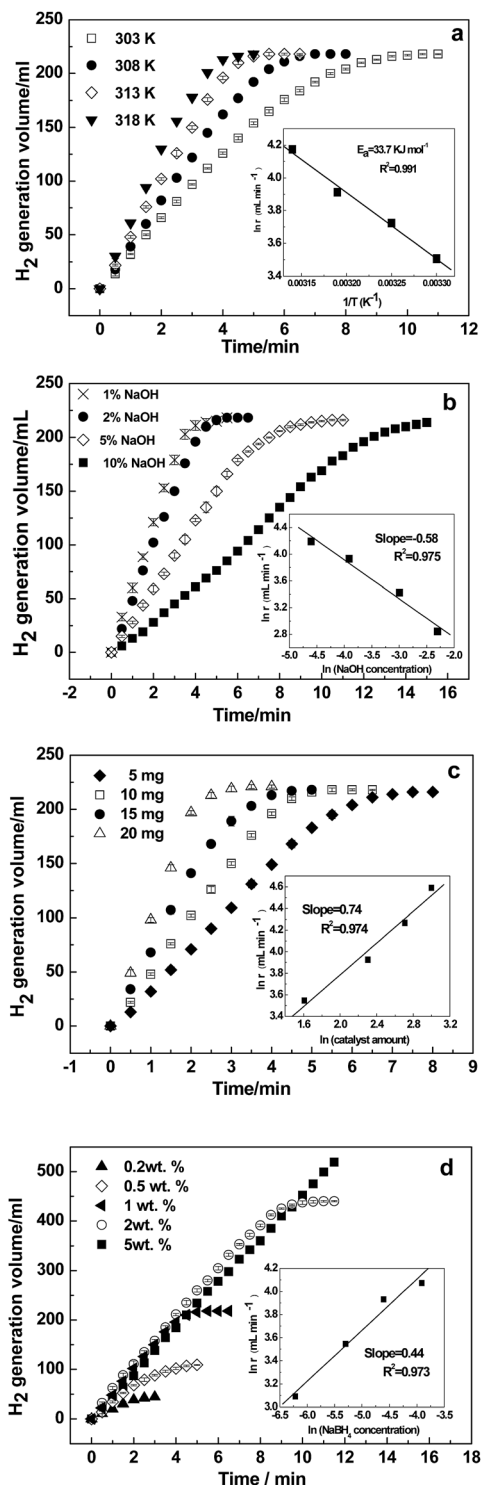 a
303 K
308 K
313 K
318 K
H2 generation volume/ml
250
200
150
100
50
0
0 2 4 6 8 10 12
Time/min
Ea=33.7 KJ mol-1
R2=0.991
ln r (mL min -1)
4.2
4.0
3.8
3.6
3.4
0.00315 0.00320 0.00325 0.00330
1/T (K-1)
b
1% NaOH
2% NaOH
5% NaOH
10% NaOH
H2 generation volume/mL
250
200
150
100
50
0
-2 0 2 4 6 8 10 12 14 16
Time/min
Slope=-0.58
R2=0.975
ln r (mL min -1)
4.4
4.0
3.6
3.2
2.8
-5.0 -4.5 -4.0 -3.5 -3.0 -2.5 -2.0
ln (NaOH concentration)
c
5 mg
10 mg
15 mg
20 mg
H2 generation volume/ml
250
200
150
100
50
0
-1 0 1 2 3 4 5 6 7 8 9
Time/min
Slope=0.74
R2=0.974
ln r (mL min -1)
4.6
4.4
4.2
4.0
3.8
3.6
3.4
1.6 2.0 2.4 2.8 3.2
ln (catalyst amount)
d
0.2wt. %
0.5 wt. %
1 wt. %
2wt. %
5wt. %
H2 generation volume/ml
500
400
300
200
100
0
0 2 4 6 8 10 12 14 16
Time / min
Slope=0.44
R2=0.973
ln r (mL min -1)
4.2
4.0
3.6
3.3
3.0
-6.5 -6.0 -5.5 -5.0 -4.5 -4.0 -3.5
ln (NaBH4 concentration)